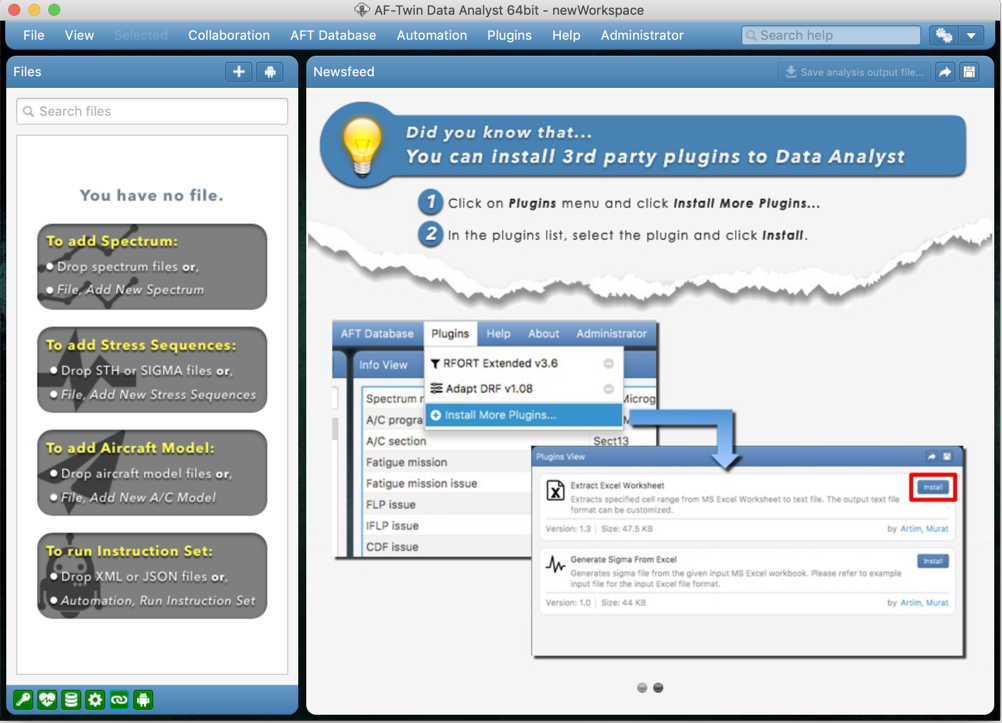 AF-Twin Data Analyst 64bit - newWorkspace
File View Selected Collaboration AFT Database Automation Plugins Help Administrator Search help
Files
Search files
You have no file.
To add Spectrum:
Drop spectrum files or,
File, Add New Spectrum
To add Stress Sequences:
Drop STH or SIGMA files or,
File, Add New Stress Sequences
To add Aircraft Model:
Drop aircraft model files or,
File, Add New A/C Model
To run Instruction Set:
Drop XML or JSON files or,
Automation, Run Instruction Set
Newsfeed Save analysis output file...
Did you know that...
You can install 3rd party plugins to Data Analyst
1 Click on Plugins menu and click Install More Plugins...
2 In the plugins list, select the plugin and click Install.
AFT Database Plugins Help About Administrator
Info View
RFORT Extended v3.6
Adapt DRF v1.08
Install More Plugins...
Spectrum
A/C
A/C section Sect13
Fatigue mission
Fatigue mission issue
FLP issue
IFLP issue
CDF issue
Plugins View
Extract Excel Worksheet Install
Extracts specified cell range from MS Excel Worksheet to text file. The output text file
format can be customized.
Version: 1.3 | Size: 47.5 KB by Artim, Murat
Generate Sigma From Excel Install
Generates sigma file from the given input MS Excel workbook. Please refer to example
input file for the input Excel file format.
Version: 1.0 | Size: 44 KB by Artim, Murat